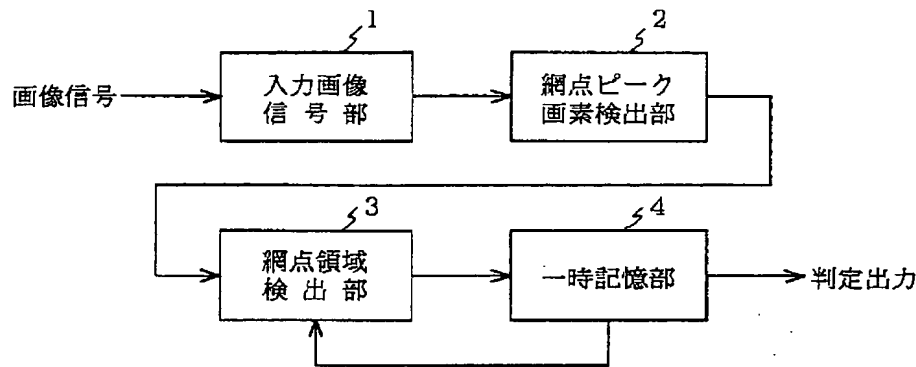 1
2
画像信号
入力画像
信号部
網点ピーク
画素検出部
3
4
網点領域
検出部
一時記憶部
判定出力